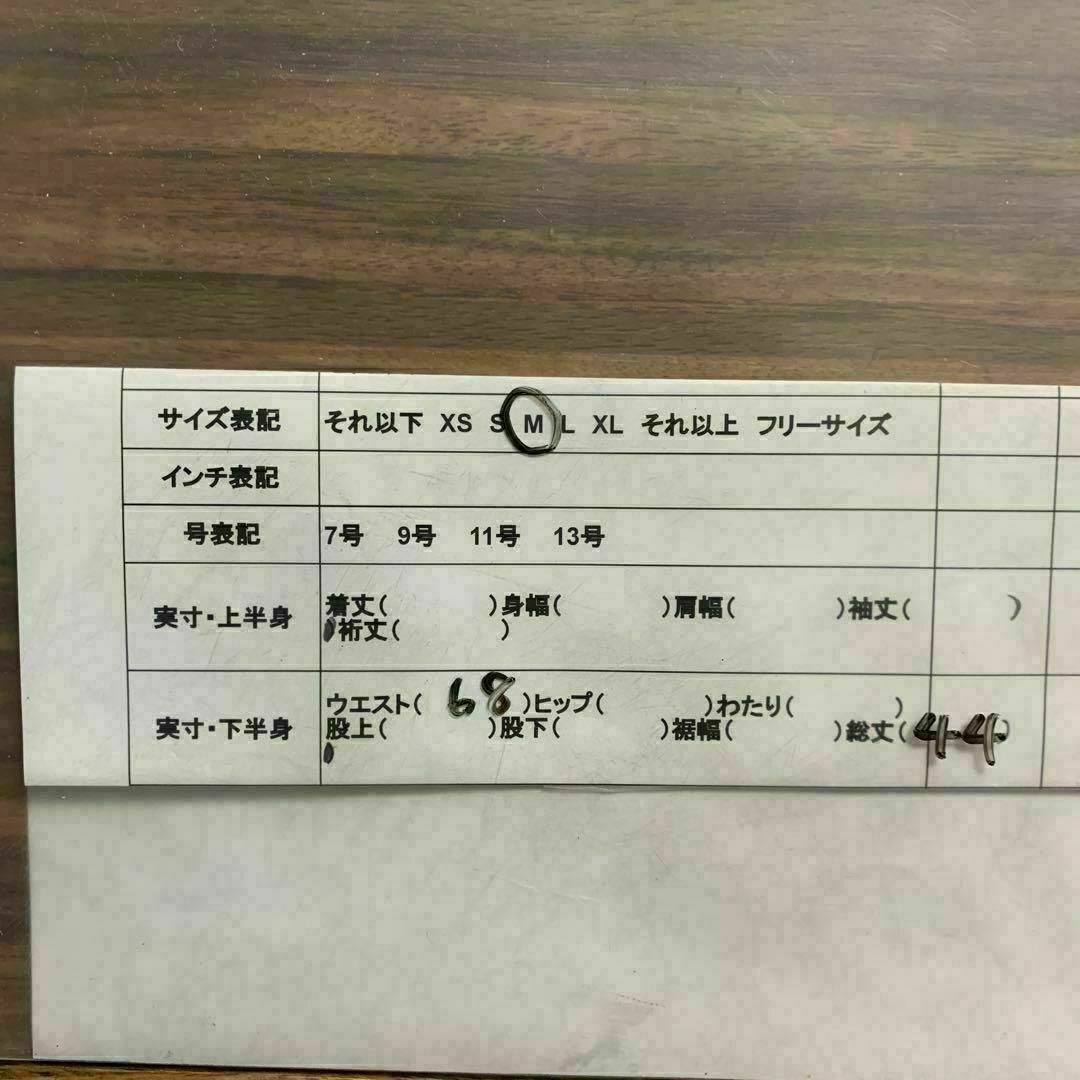 サイズ表記 それ以下 XS S M L XL それ以上 フリーサイズ
インチ表記
号表記 7号 9号 11号 13号
実寸・上半身 着丈( )身幅( )肩幅( )袖丈( )
)裄丈( )
実寸・下半身 ウエスト( 68 )ヒップ( )わたり( )
股上( )股下( )裾幅( )総丈( 44 )
)